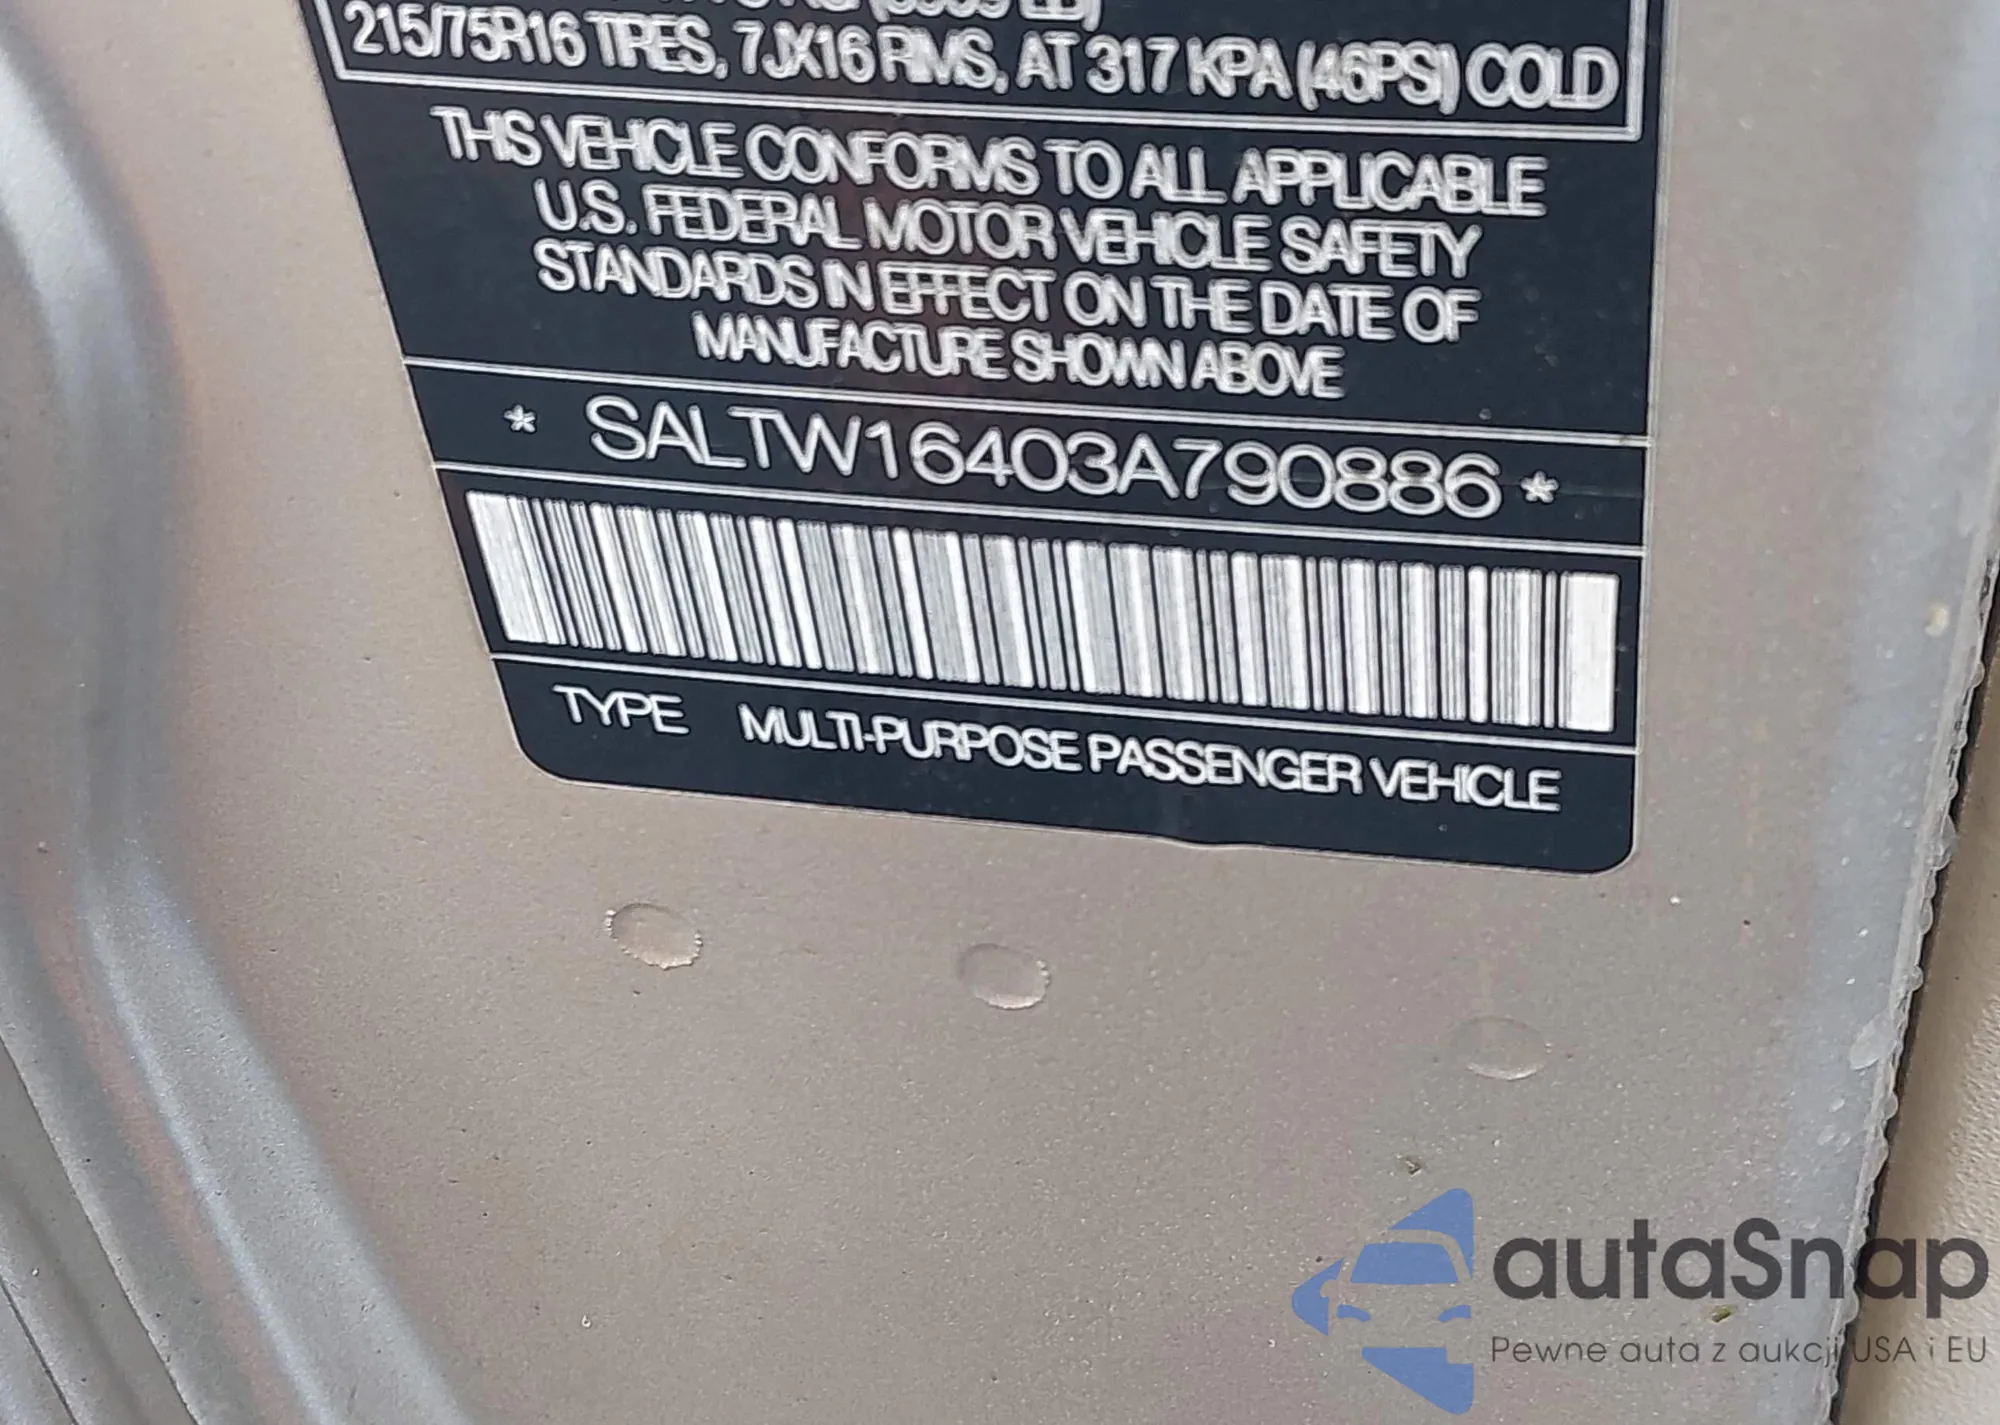 215/75R16 TIRES, 7JX16 RIMS, AT 317 KPA (46PSI) COLD
THIS VEHICLE CONFORMS TO ALL APPLICABLE
U.S. FEDERAL MOTOR VEHICLE SAFETY
STANDARDS IN EFFECT ON THE DATE OF
MANUFACTURE SHOWN ABOVE
* SALTW16403A790886 *
TYPE MULTI-PURPOSE PASSENGER VEHICLE
autaSnap
Pewne auta z aukcji USA i EU